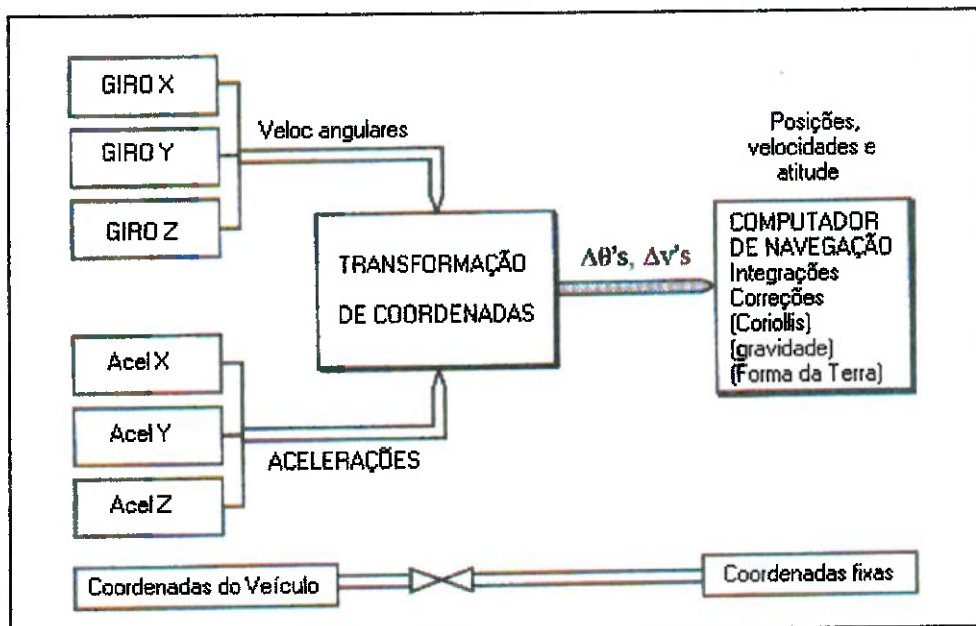 GIRO X
GIRO Y
GIRO Z
Veloc angulares
Acel X
Acel Y
Acel Z
ACELERAÇÕES
TRANSFORMAÇÃO
DE COORDENADAS
Δθ's, Δv's
Posições,
velocidades e
atitude
COMPUTADOR
DE NAVEGAÇÃO
Integrações
Correções
(Coriollis)
(gravidade)
(Forma da Terra)
Coordenadas do Veículo
Coordenadas fixas